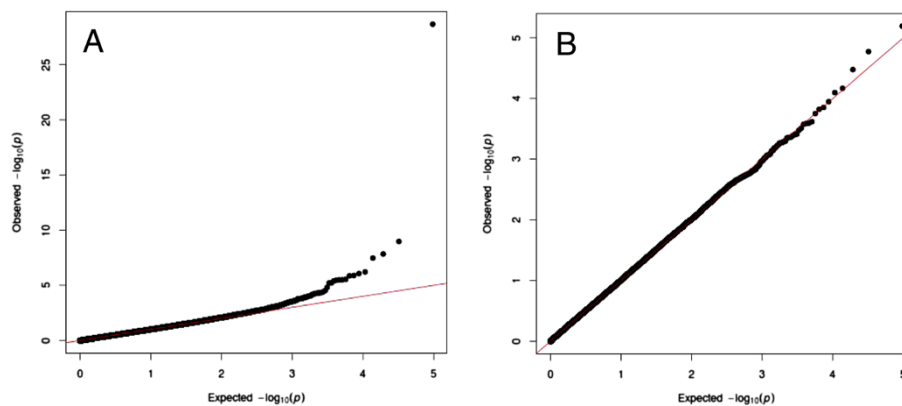 A
Observed −log10(p)
25
20
15
10
5
0
0 1 2 3 4 5
Expected −log10(p)
B
Observed −log10(p)
5
4
3
2
1
0
0 1 2 3 4 5
Expected −log10(p)